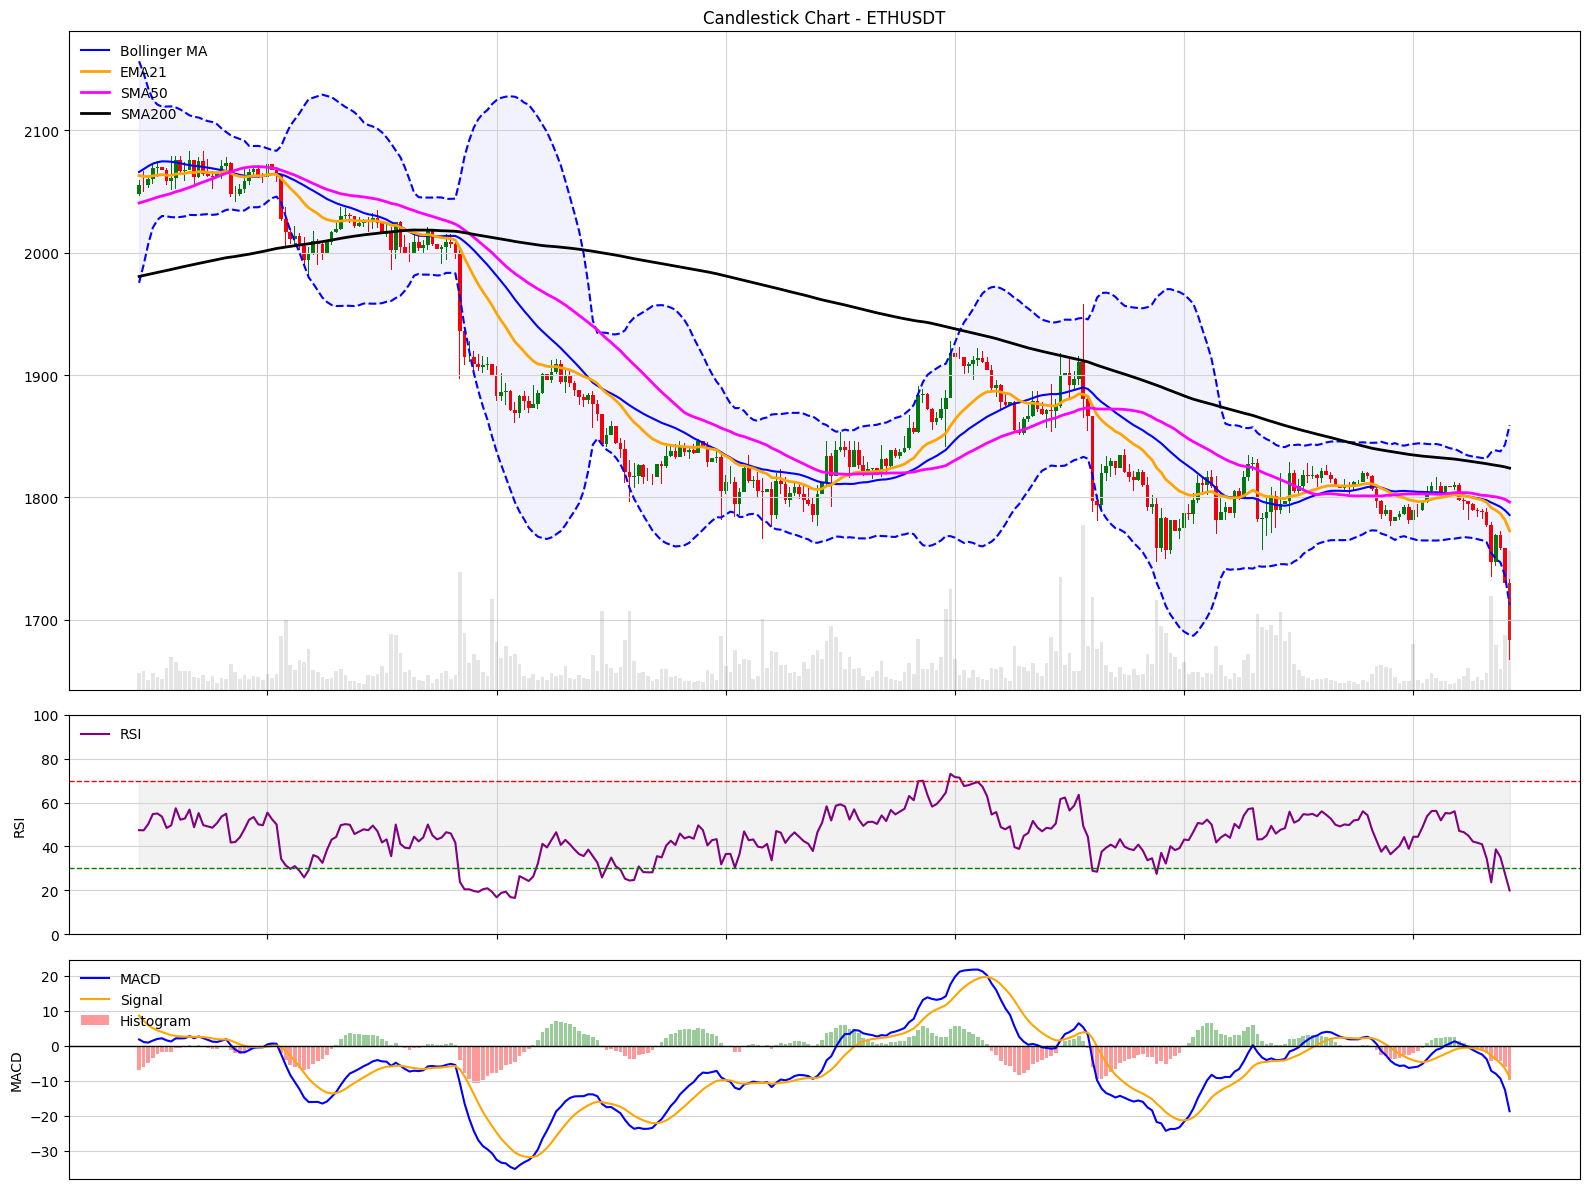 Candlestick Chart - ETHUSDT
Bollinger MA
EMA21
SMA50
SMA200
2100
2000
1900
1800
1700
100
80
60
40
20
0
RSI
RSI
20
10
0
−10
−20
−30
MACD
MACD
Signal
Histogram